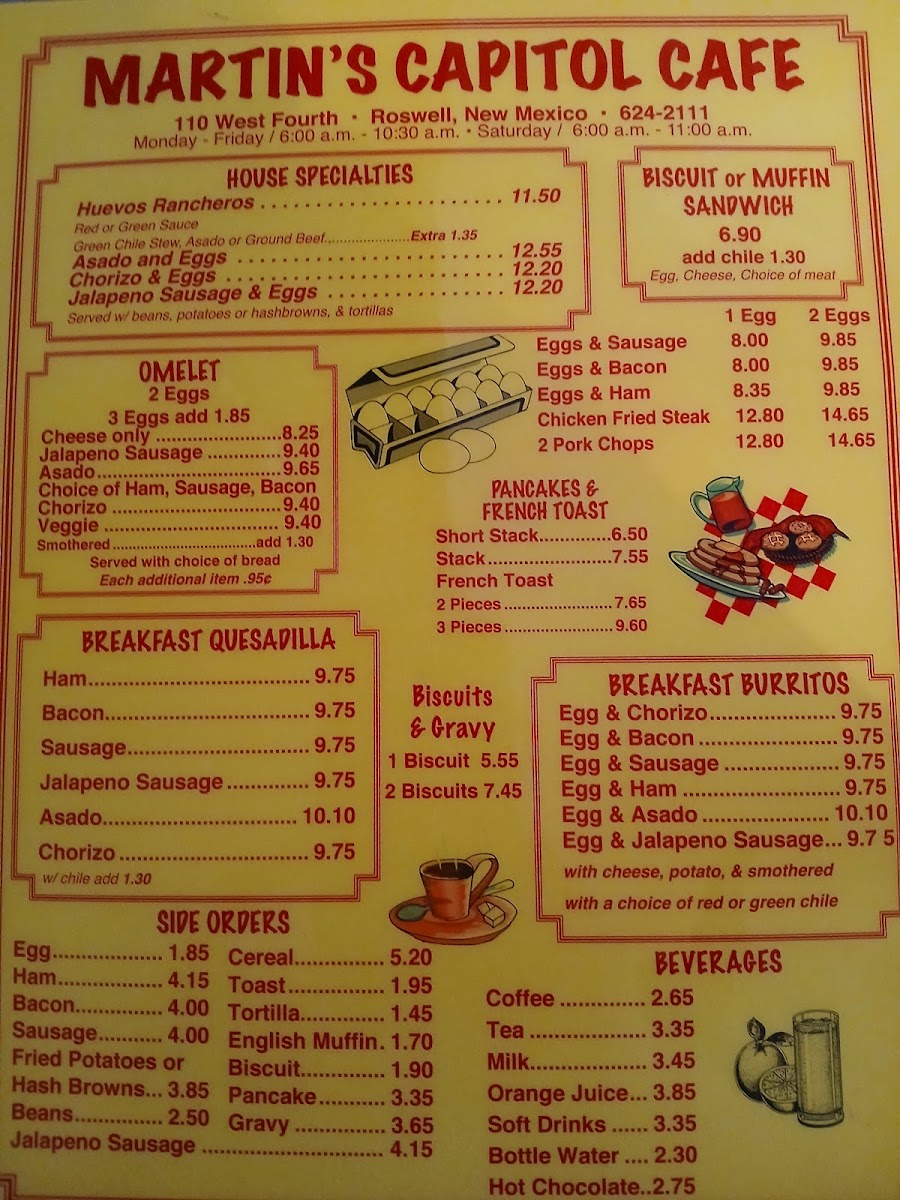 MARTIN'S CAPITOL CAFE
110 West Fourth · Roswell, New Mexico · 624-2111
Monday - Friday / 6:00 a.m. - 10:30 a.m. · Saturday / 6:00 a.m. - 11:00 a.m.
HOUSE SPECIALTIES
Huevos Rancheros ...................... 11.50
Red or Green Sauce
Green Chile Stew, Asado or Ground Beef......................Extra 1.35
Asado and Eggs ......................... 12.55
Chorizo & Eggs ......................... 12.20
Jalapeno Sausage & Eggs ................ 12.20
Served w/ beans, potatoes or hashbrowns, & tortillas
BISCUIT or MUFFIN
SANDWICH
6.90
add chile 1.30
Egg, Cheese, Choice of meat
1 Egg 2 Eggs
Eggs & Sausage 8.00 9.85
Eggs & Bacon 8.00 9.85
Eggs & Ham 8.35 9.85
Chicken Fried Steak 12.80 14.65
2 Pork Chops 12.80 14.65
OMELET
2 Eggs
3 Eggs add 1.85
Cheese only ......................8.25
Jalapeno Sausage ..............9.40
Asado................................9.65
Choice of Ham, Sausage, Bacon
Chorizo ..............................9.40
Veggie ...............................9.40
Smothered ..................................add 1.30
Served with choice of bread
Each additional item .95¢
PANCAKES &
FRENCH TOAST
Short Stack.............6.50
Stack......................7.55
French Toast
2 Pieces ........................7.65
3 Pieces ........................9.60
BREAKFAST QUESADILLA
Ham.................................... 9.75
Bacon................................. 9.75
Sausage.............................. 9.75
Jalapeno Sausage .............. 9.75
Asado................................ 10.10
Chorizo ............................... 9.75
w/ chile add 1.30
Biscuits
& Gravy
1 Biscuit 5.55
2 Biscuits 7.45
BREAKFAST BURRITOS
Egg & Chorizo..................... 9.75
Egg & Bacon ....................... 9.75
Egg & Sausage ................... 9.75
Egg & Ham .......................... 9.75
Egg & Asado ..................... 10.10
Egg & Jalapeno Sausage... 9.7 5
with cheese, potato, & smothered
with a choice of red or green chile
SIDE ORDERS
Egg................... 1.85
Ham.................. 4.15
Bacon............... 4.00
Sausage............ 4.00
Fried Potatoes or
Hash Browns... 3.85
Beans............... 2.50
Jalapeno Sausage ............................... 4.15
Cereal............... 5.20
Toast................. 1.95
Tortilla.............. 1.45
English Muffin. 1.70
Biscuit.............. 1.90
Pancake........... 3.35
Gravy ............... 3.65
BEVERAGES
Coffee .............. 2.65
Tea ................... 3.35
Milk................... 3.45
Orange Juice... 3.85
Soft Drinks ...... 3.35
Bottle Water .... 2.30
Hot Chocolate..2.75